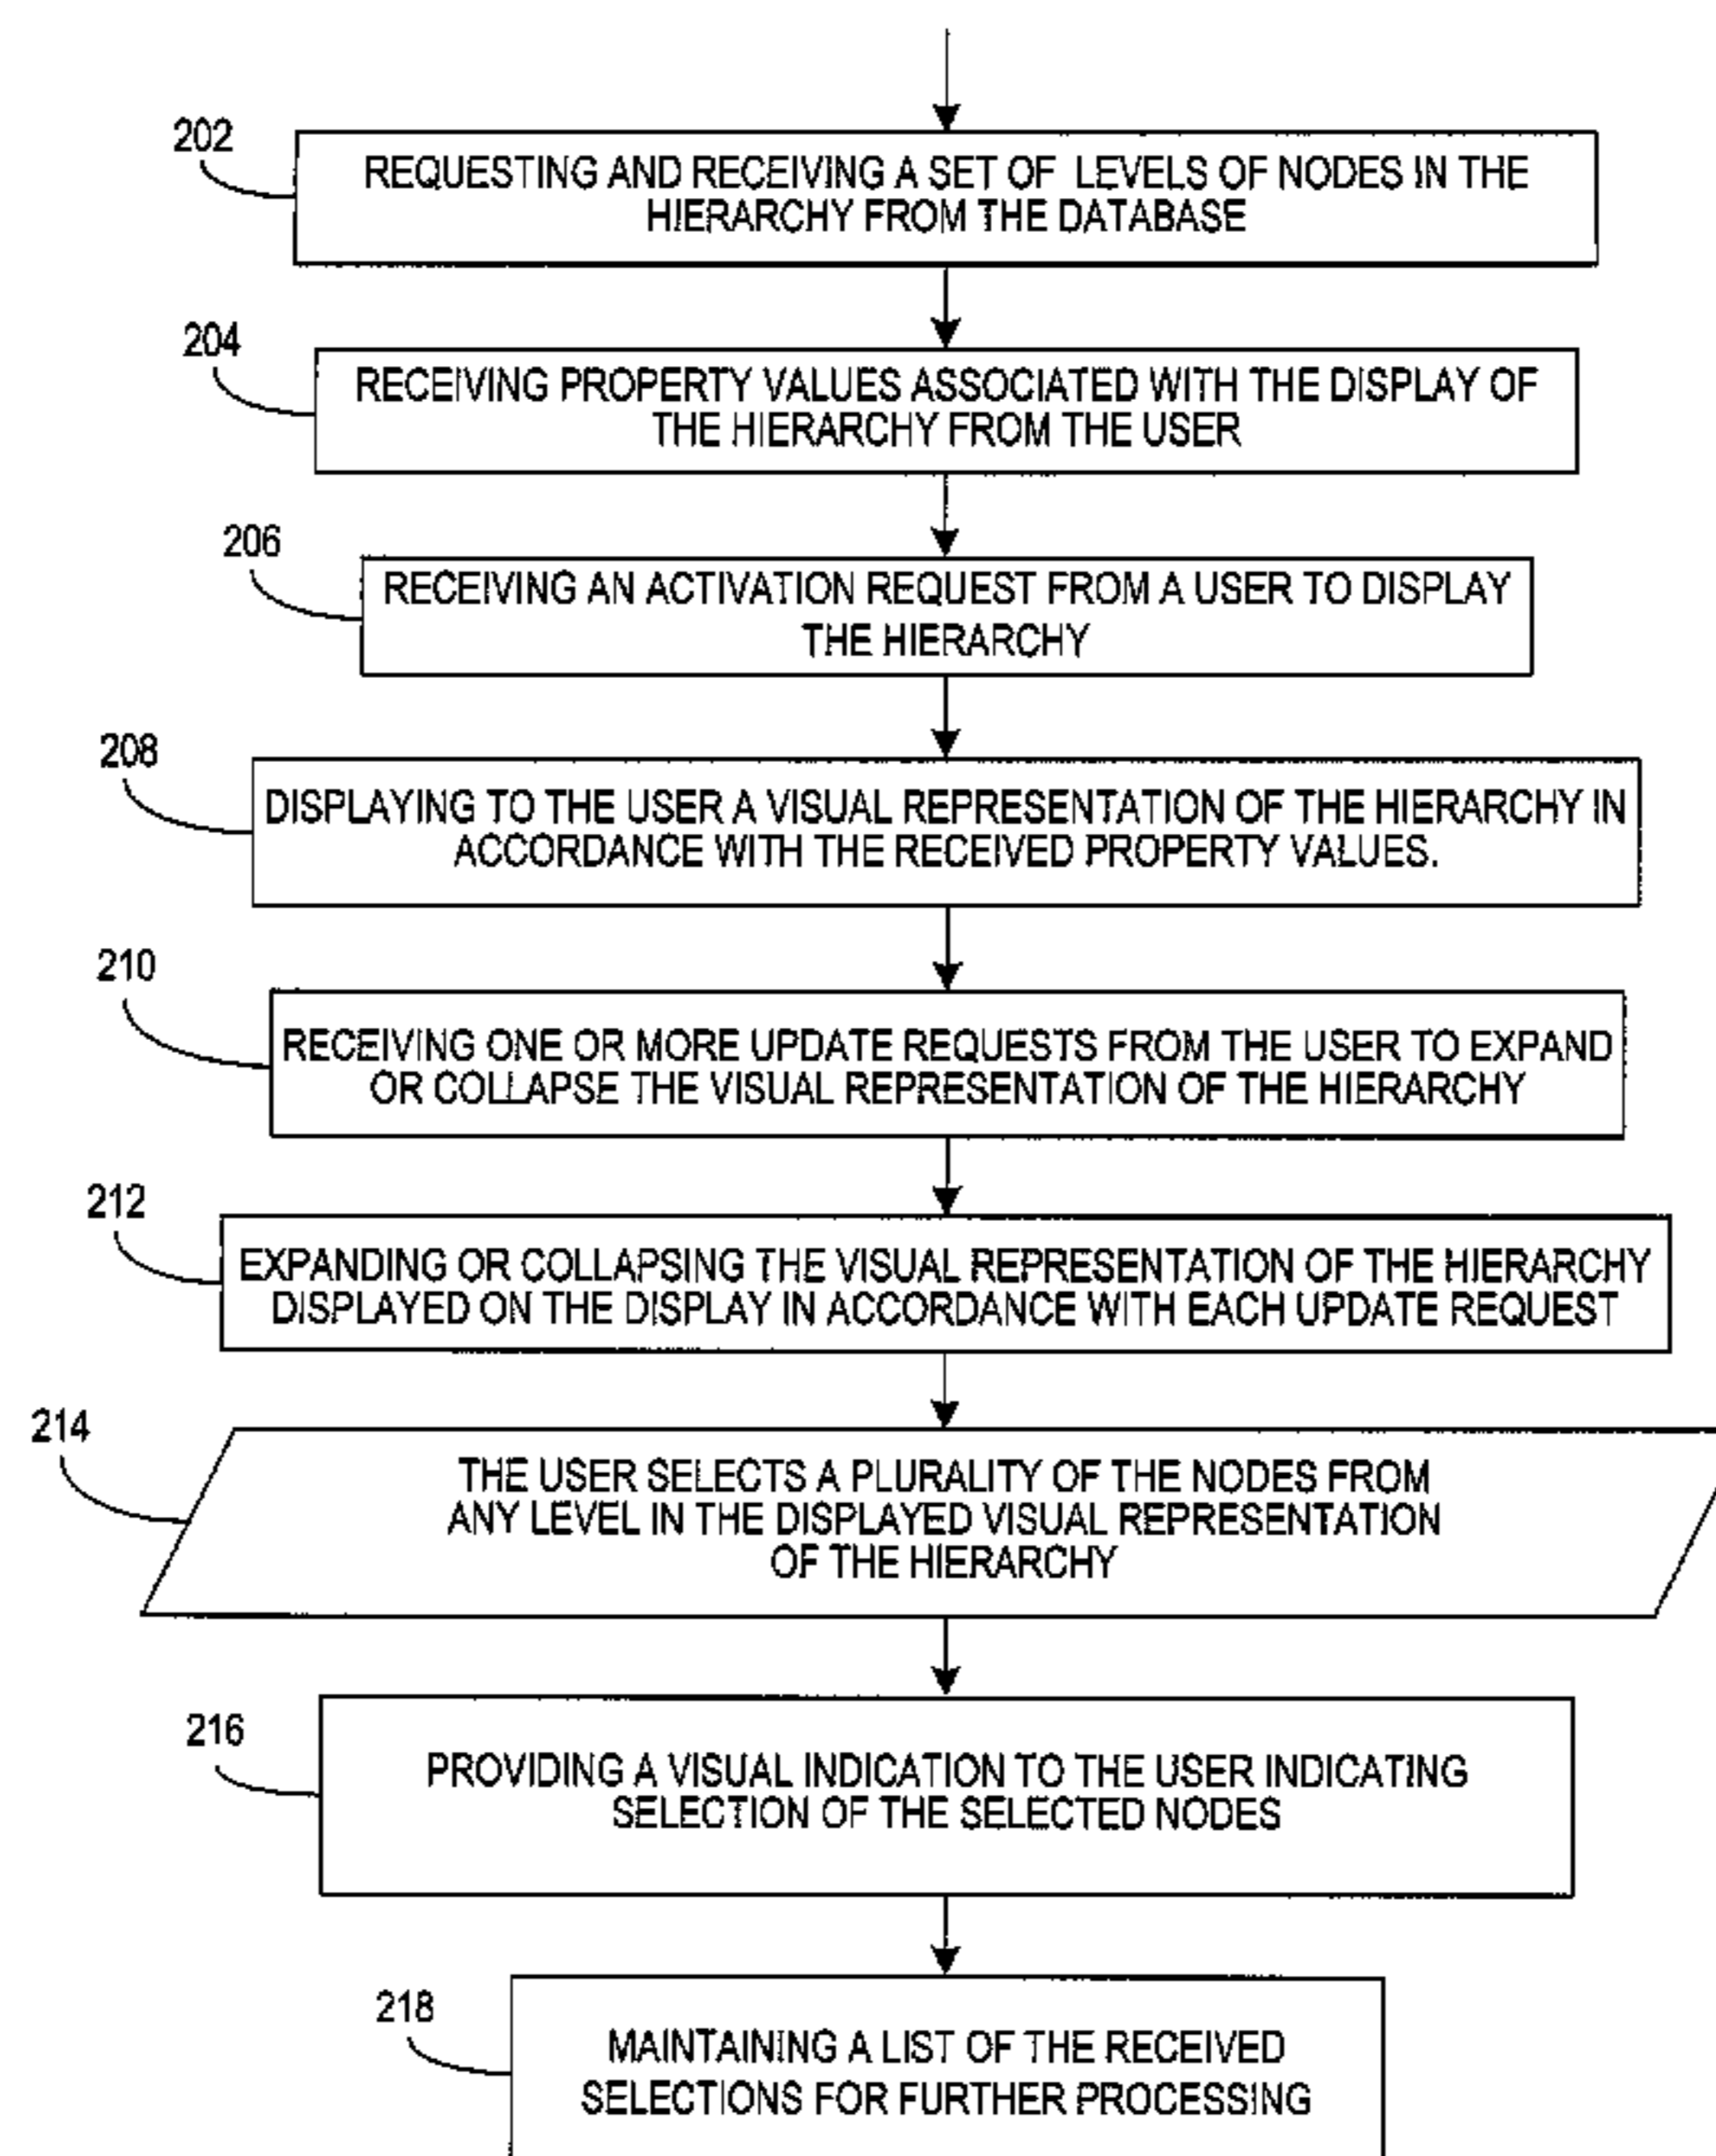 202
REQUESTING AND RECEIVING A SET OF LEVELS OF NODES IN THE
HIERARCHY FROM THE DATABASE
204
RECEIVING PROPERTY VALUES ASSOCIATED WITH THE DISPLAY OF
THE HIERARCHY FROM THE USER
206
RECEIVING AN ACTIVATION REQUEST FROM A USER TO DISPLAY
THE HIERARCHY
208
DISPLAYING TO THE USER A VISUAL REPRESENTATION OF THE HIERARCHY IN
ACCORDANCE WITH THE RECEIVED PROPERTY VALUES.
210
RECEIVING ONE OR MORE UPDATE REQUESTS FROM THE USER TO EXPAND
OR COLLAPSE THE VISUAL REPRESENTATION OF THE HIERARCHY
212
EXPANDING OR COLLAPSING THE VISUAL REPRESENTATION OF THE HIERARCHY
DISPLAYED ON THE DISPLAY IN ACCORDANCE WITH EACH UPDATE REQUEST
214
THE USER SELECTS A PLURALITY OF THE NODES FROM
ANY LEVEL IN THE DISPLAYED VISUAL REPRESENTATION
OF THE HIERARCHY
216
PROVIDING A VISUAL INDICATION TO THE USER INDICATING
SELECTION OF THE SELECTED NODES
218
MAINTAINING A LIST OF THE RECEIVED
SELECTIONS FOR FURTHER PROCESSING